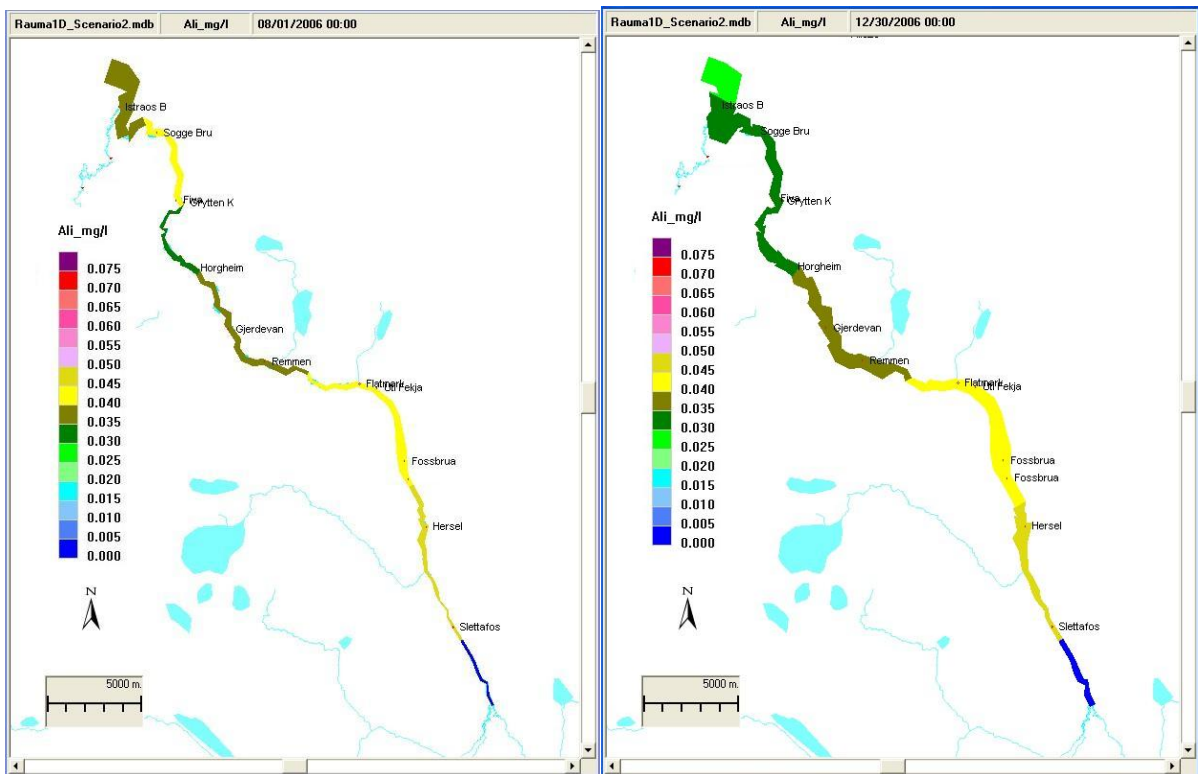 Rauma1D_Scenario2.mdb Ali_mg/l 08/01/2006 00:00
Istraos B
Sogge Bru
Fiva
Grytten K
Ali_mg/l
0.075
0.070
0.065
0.060
0.055
0.050
0.045
0.040
0.035
0.030
0.025
0.020
0.015
0.010
0.005
0.000
Horgheim
Gjerdevan
Remmen
Flatmark
Uti Fekja
Fossbrua
Hersel
N
Slettafos
5000 m.
Rauma1D_Scenario2.mdb Ali_mg/l 12/30/2006 00:00
Istraos B
Sogge Bru
Grytten K
Ali_mg/l
0.075
0.070
0.065
0.060
0.055
0.050
0.045
0.040
0.035
0.030
0.025
0.020
0.015
0.010
0.005
0.000
Horgheim
Gjerdevan
Remmen
Flatmark
Uti Fekja
Fossbrua
Fossbrua
Hersel
N
Slettafos
5000 m.